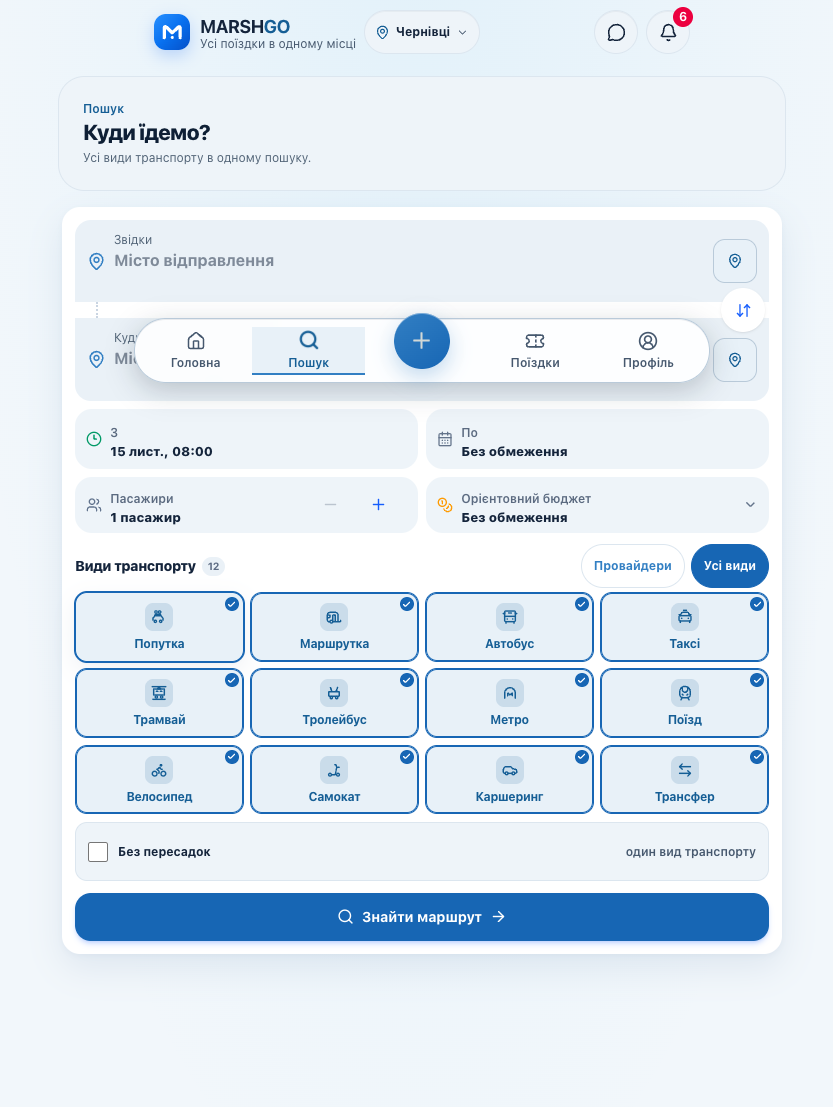 MARSHGO
Усі поїздки в одному місці
Чернівці
6
Пошук
Куди їдемо?
Усі види транспорту в одному пошуку.
Звідки
Місто відправлення
Головна
Пошук
Поїздки
Профіль
З
15 лист., 08:00
По
Без обмеження
Пасажири
1 пасажир
Орієнтовний бюджет
Без обмеження
Види транспорту 12
Провайдери
Усі види
Попутка
Маршрутка
Автобус
Таксі
Трамвай
Тролейбус
Метро
Поїзд
Велосипед
Самокат
Каршеринг
Трансфер
Без пересадок
один вид транспорту
Знайти маршрут